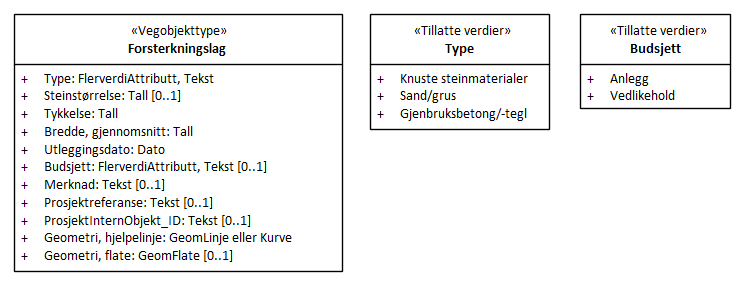 «Vegobjekttype»
Forsterkningslag
+ Type: FlerverdiAttributt, Tekst
+ Steinstørrelse: Tall [0..1]
+ Tykkelse: Tall
+ Bredde, gjennomsnitt: Tall
+ Utleggingsdato: Dato
+ Budsjett: FlerverdiAttributt, Tekst [0..1]
+ Merknad: Tekst [0..1]
+ Prosjektreferanse: Tekst [0..1]
+ ProsjektInternObjekt_ID: Tekst [0..1]
+ Geometri, hjelpelinje: GeomLinje eller Kurve
+ Geometri, flate: GeomFlate [0..1]
«Tillatte verdier»
Type
+ Knuste steinmaterialer
+ Sand/grus
+ Gjenbruksbetong/-tegl
«Tillatte verdier»
Budsjett
+ Anlegg
+ Vedlikehold